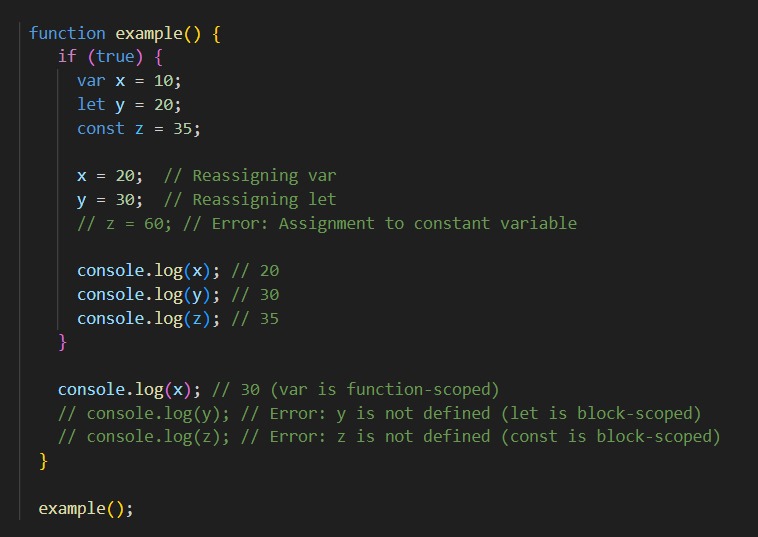 function example() {
if (true) {
var x = 10;
let y = 20;
const z = 35;
x = 20;  // Reassigning var
y = 30;  // Reassigning let
// z = 60; // Error: Assignment to constant variable
console.log(x); // 20
console.log(y); // 30
console.log(z); // 35
}
console.log(x); // 30 (var is function-scoped)
// console.log(y); // Error: y is not defined (let is block-scoped)
// console.log(z); // Error: z is not defined (const is block-scoped)
}
example();